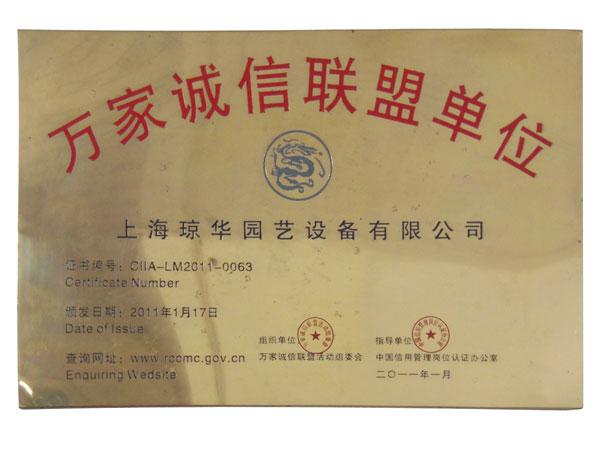 万家诚信联盟单位
上海琼华园艺设备有限公司
证书编号：CIIA-LM2011-0063
Certificate Number
颁发日期：2011年1月17日
Date of Issue
查询网址：www.rccmc.gov.cn
Enquiring Wedsite
组织单位
万家诚信联盟活动组委会
指导单位
中国信用管理岗位认证办公室
二〇一一年一月